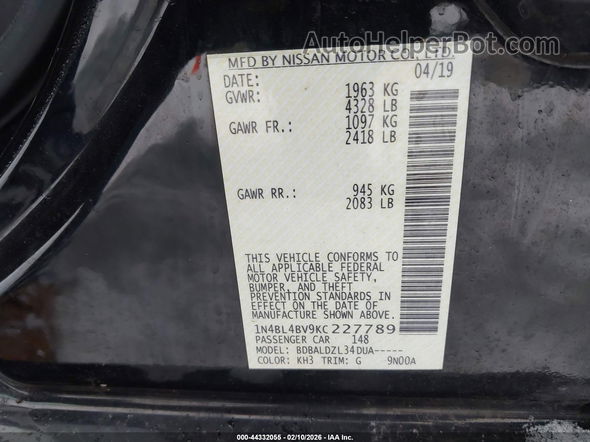 AutoHelperBot.com
MFD BY NISSAN MOTOR CO., LTD.
DATE: 04/19
GVWR: 1963 KG
4328 LB
GAWR FR.: 1097 KG
2418 LB
GAWR RR.: 945 KG
2083 LB
THIS VEHICLE CONFORMS TO
ALL APPLICABLE FEDERAL
MOTOR VEHICLE SAFETY,
BUMPER, AND THEFT
PREVENTION STANDARDS IN
EFFECT ON THE DATE OF
MANUFACTURE SHOWN ABOVE.
1N4BL4BV9KC227789
PASSENGER CAR 148
MODEL: BDBALDZL34DUA-----
COLOR: KH3 TRIM: G 9N00A
000-44332055 - 02/10/2026 - IAA Inc.